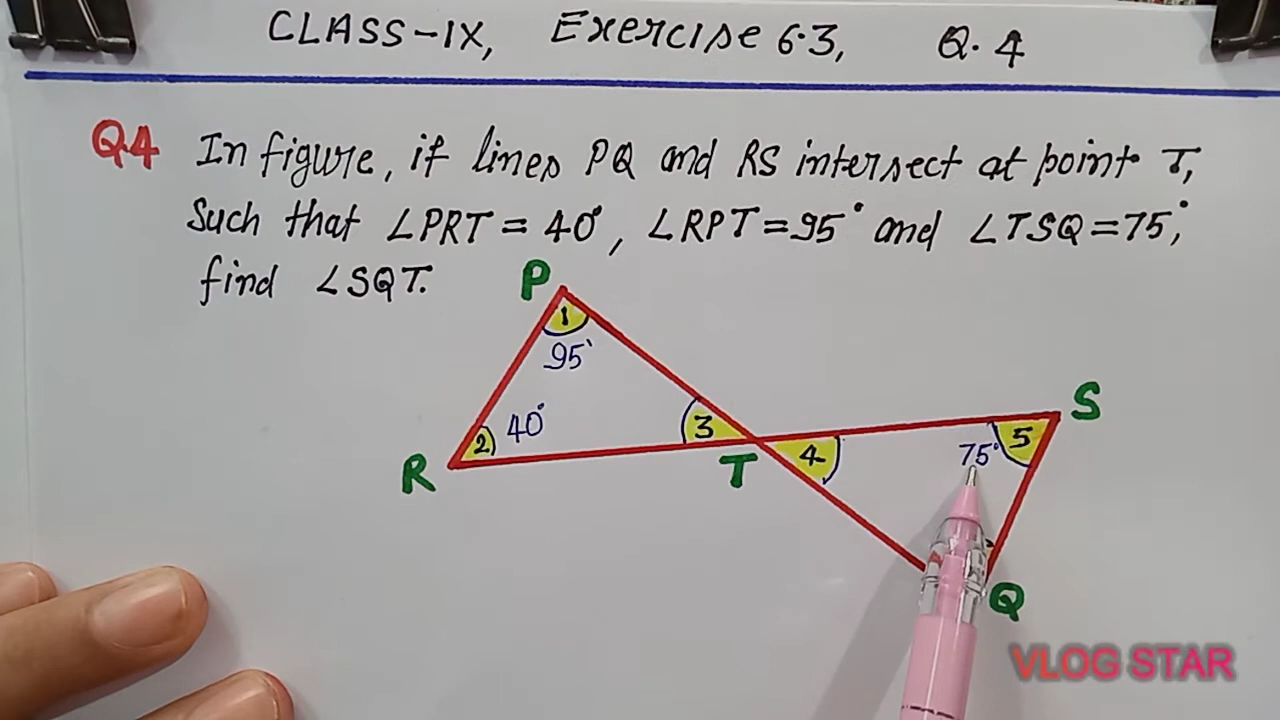 CLASS-IX, Exercise 6.3, Q. 4
Q.4 In figure, if lines PQ and RS intersect at point T,
Such that ∠PRT = 40°, ∠RPT = 95° and ∠TSQ = 75°,
find ∠SQT.
P
1
95°
S
40°
3
5
2
4
75°
R
T
Q
VLOG STAR